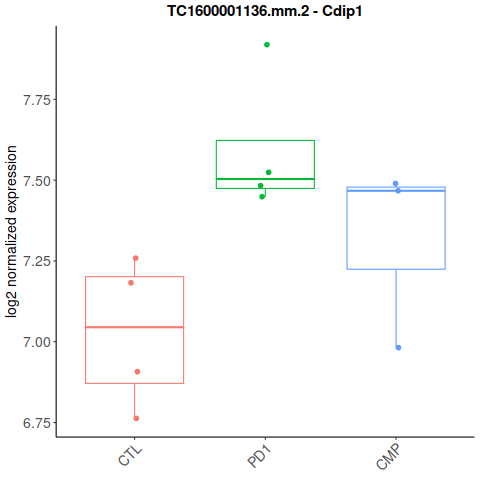 TC1600001136.mm.2 - Cdip1
log2 normalized expression
7.75
7.50
7.25
7.00
6.75
CTL
PD1
CMP